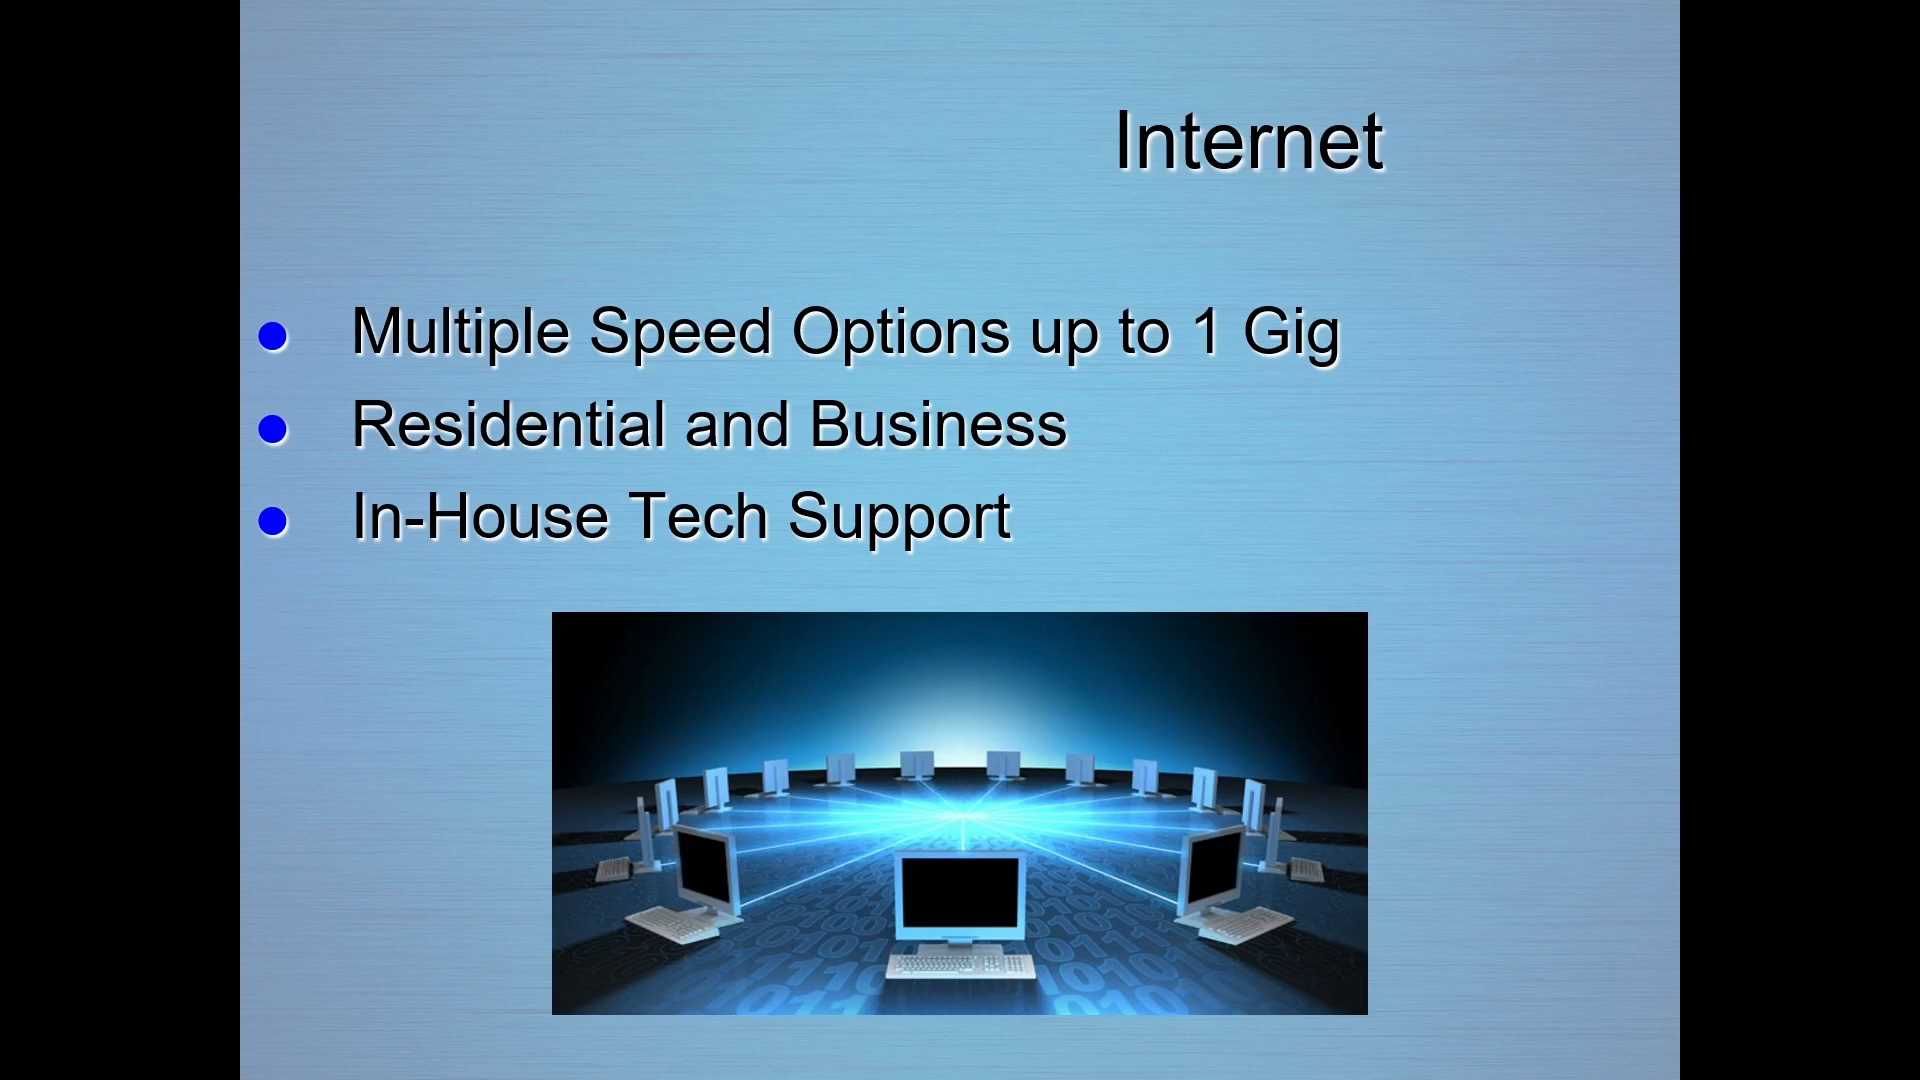 Internet
Multiple Speed Options up to 1 Gig
Residential and Business
In-House Tech Support